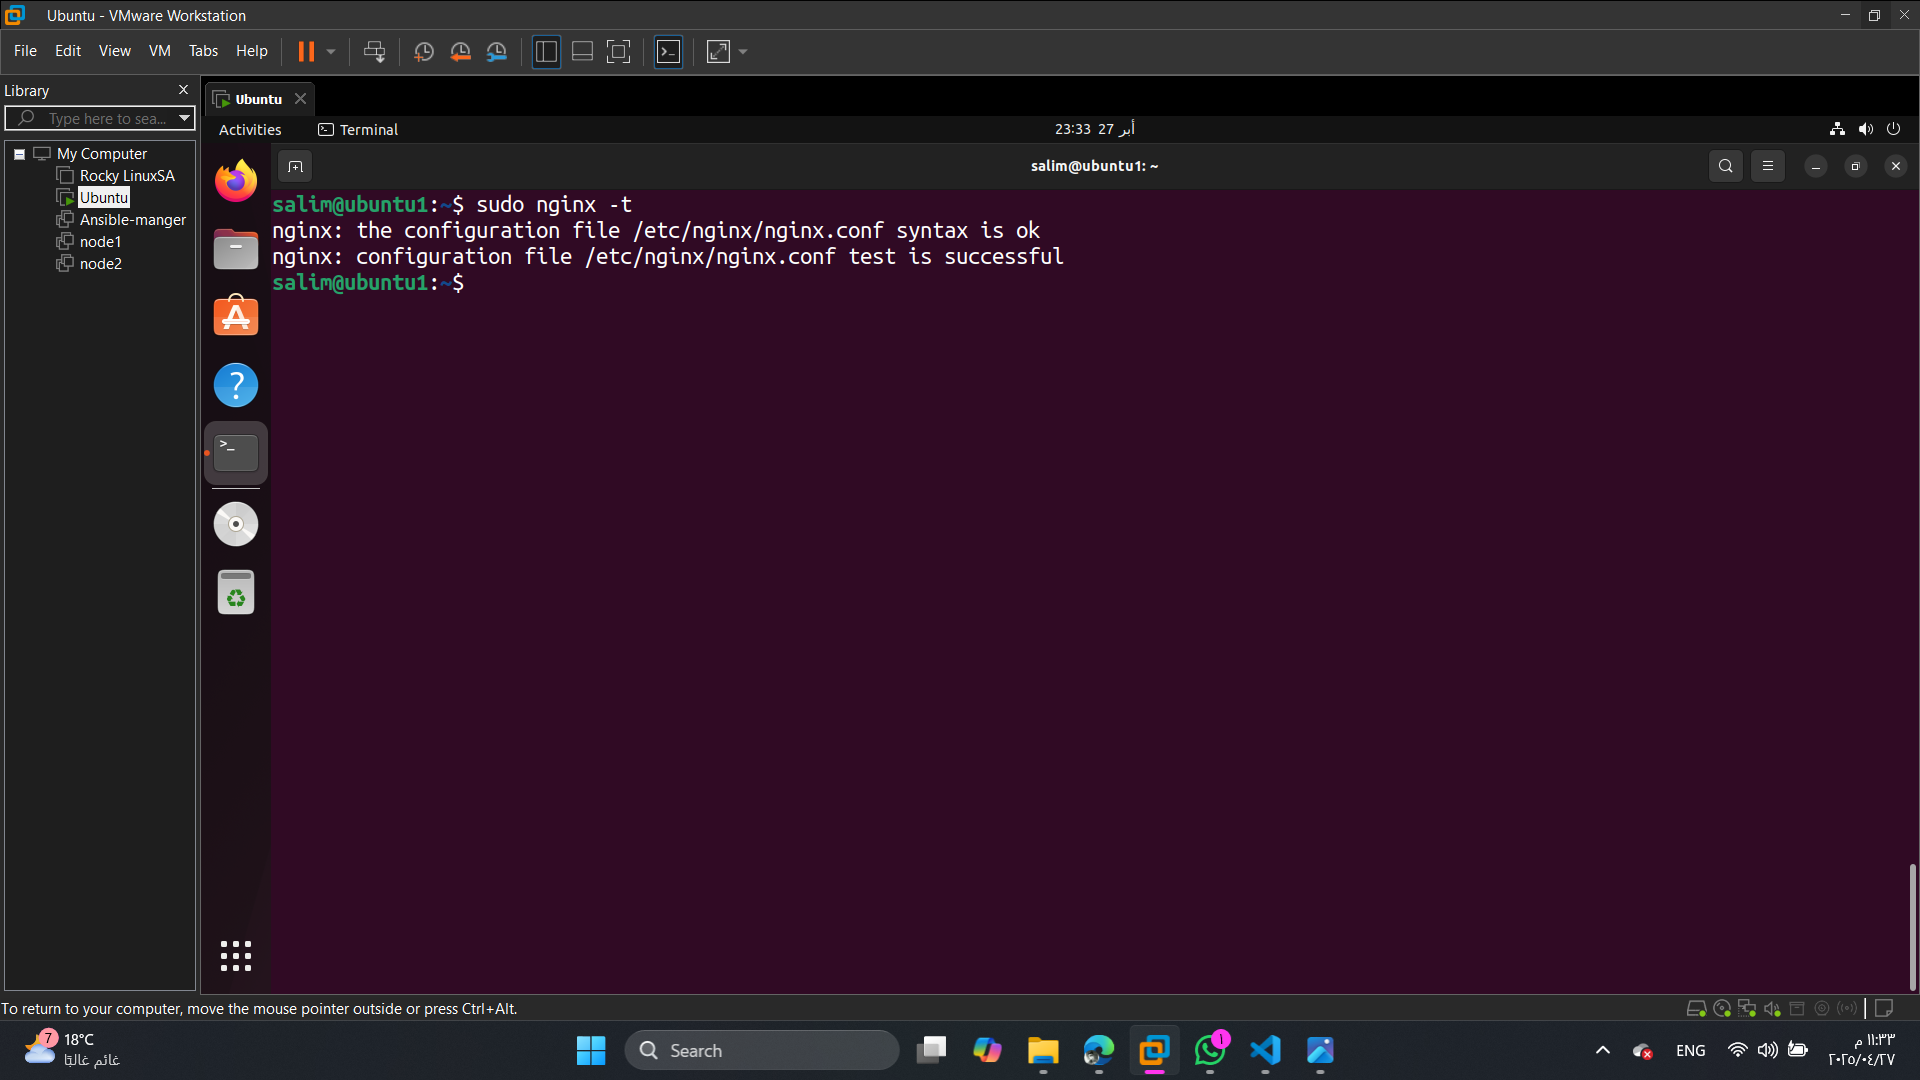 Ubuntu - VMware Workstation
File Edit View VM Tabs Help
Library
Type here to sea...
My Computer
Rocky LinuxSA
Ubuntu
Ansible-manger
node1
node2
Ubuntu
Activities Terminal
23:33 27 أبر
salim@ubuntu1: ~
salim@ubuntu1:~$ sudo nginx -t
nginx: the configuration file /etc/nginx/nginx.conf syntax is ok
nginx: configuration file /etc/nginx/nginx.conf test is successful
salim@ubuntu1:~$
To return to your computer, move the mouse pointer outside or press Ctrl+Alt.
7
18°C
غائم غالبًا
Search
١
ENG
١١:٣٣ م
٢٠٢٥/٠٤/٢٧